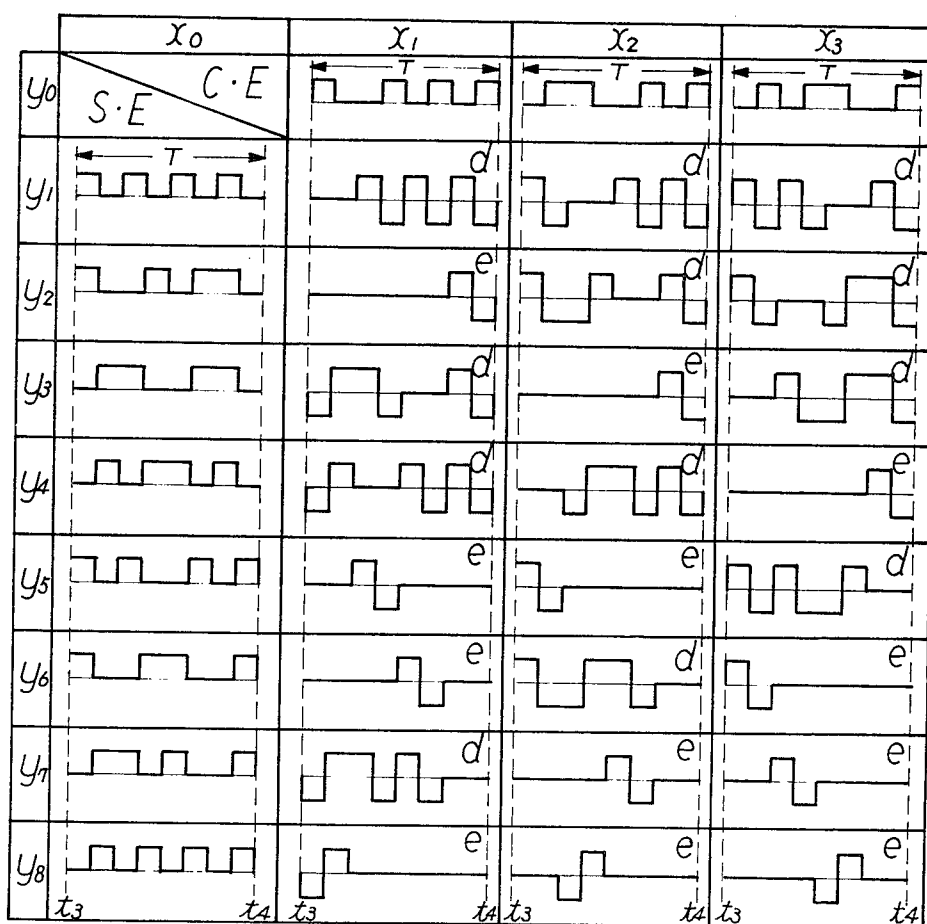 x0 x1 x2 x3
y0 S·E C·E T T T
y1 T d d d
y2 e d d
y3 d e d
y4 d d e
y5 e e d
y6 e d e
y7 d e e
y8 e e e
t3 t4 t3 t4 t3 t4 t3 t4